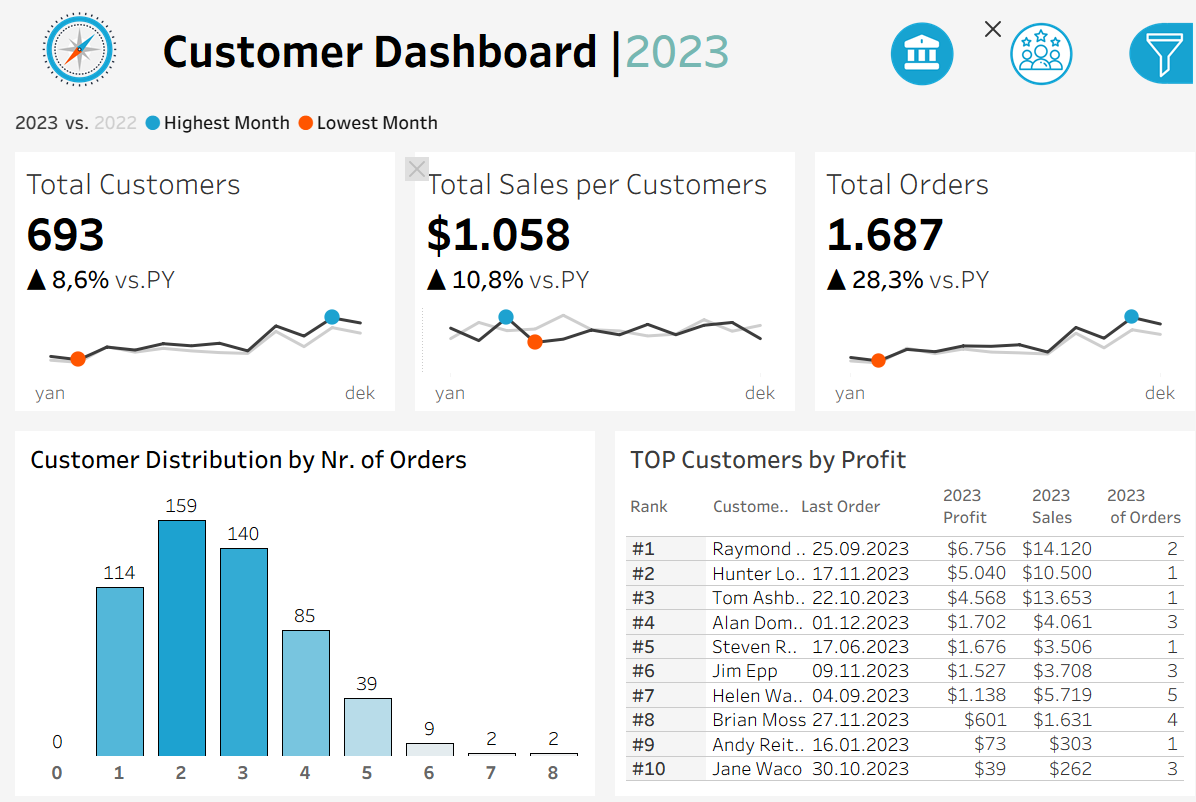 Customer Dashboard | 2023
2023 vs. 2022 Highest Month Lowest Month
Total Customers
693
▲ 8,6% vs.PY
yan dek
Total Sales per Customers
$1.058
▲ 10,8% vs.PY
yan dek
Total Orders
1.687
▲ 28,3% vs.PY
yan dek
Customer Distribution by Nr. of Orders
0 114 159 140 85 39 9 2 2
0 1 2 3 4 5 6 7 8
TOP Customers by Profit
Rank Custome.. Last Order 2023 Profit 2023 Sales 2023 of Orders
#1 Raymond .. 25.09.2023 $6.756 $14.120 2
#2 Hunter Lo.. 17.11.2023 $5.040 $10.500 1
#3 Tom Ashb.. 22.10.2023 $4.568 $13.653 1
#4 Alan Dom.. 01.12.2023 $1.702 $4.061 3
#5 Steven R.. 17.06.2023 $1.676 $3.506 1
#6 Jim Epp 09.11.2023 $1.527 $3.708 3
#7 Helen Wa.. 04.09.2023 $1.138 $5.719 5
#8 Brian Moss 27.11.2023 $601 $1.631 4
#9 Andy Reit.. 16.01.2023 $73 $303 1
#10 Jane Waco 30.10.2023 $39 $262 3